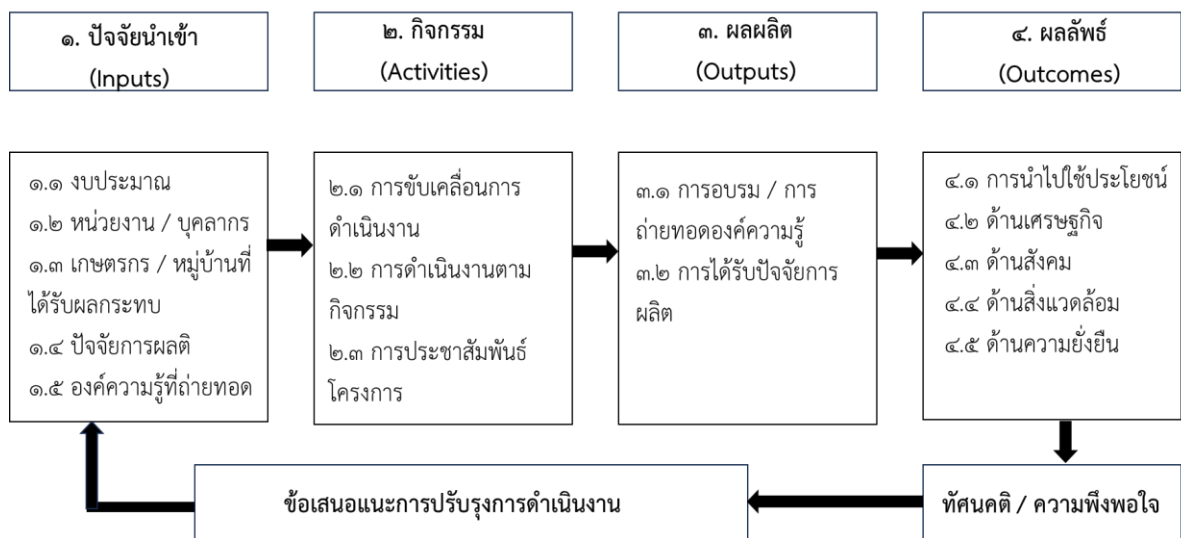 ๑. ปัจจัยนำเข้า
(Inputs)
๒. กิจกรรม
(Activities)
๓. ผลผลิต
(Outputs)
๔. ผลลัพธ์
(Outcomes)
๑.๑ งบประมาณ
๑.๒ หน่วยงาน / บุคลากร
๑.๓ เกษตรกร / หมู่บ้านที่
ได้รับผลกระทบ
๑.๔ ปัจจัยการผลติ
๑.๕ องค์ความรู้ที่ถ่ายทอด
๒.๑ การขับเคลื่อนการ
ดำเนินงาน
๒.๒ การดำเนินงานตาม
กิจกรรม
๒.๓ การประชาสัมพันธ์
โครงการ
๓.๑ การอบรม / การ
ถ่ายทอดองค์ความรู้
๓.๒ การได้รับปัจจัยการ
ผลิต
๔.๑ การนำไปใช้ประโยชน์
๔.๒ ด้านเศรษฐกิจ
๔.๓ ด้านสังคม
๔.๔ ด้านสิ่งแวดล้อม
๔.๕ ด้านความยั่งยืน
ข้อเสนอแนะการปรับรุงการดำเนินงาน
ทัศนคติ / ความพึงพอใจ